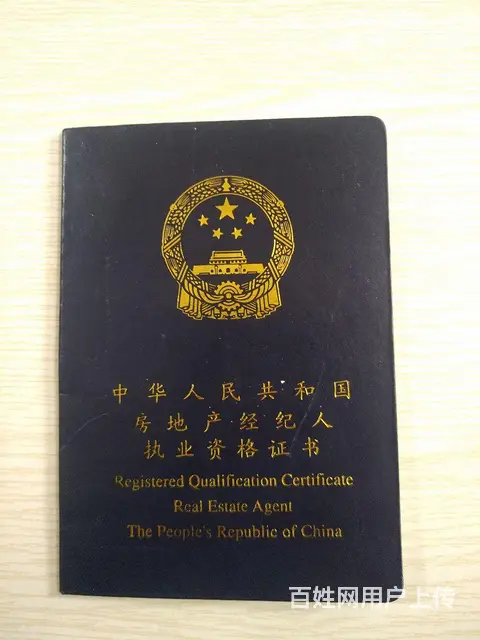 中华人民共和国
房地产经纪人
执业资格证书
Registered Qualification Certificate
Real Estate Agent
The People's Republic of China
百姓网用户上传